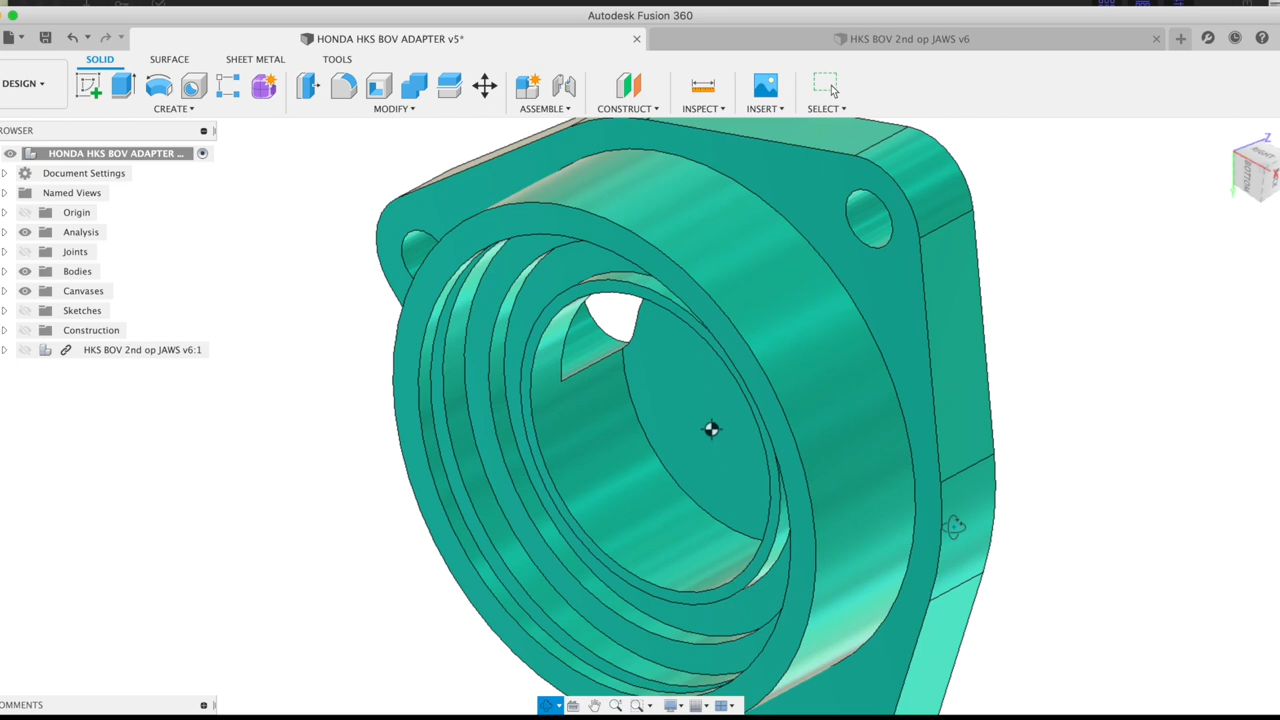 Autodesk Fusion 360
HONDA HKS BOV ADAPTER v5*
HKS BOV 2nd op JAWS v6
SOLID
SURFACE
SHEET METAL
TOOLS
DESIGN
CREATE
MODIFY
ASSEMBLE
CONSTRUCT
INSPECT
INSERT
SELECT
ROWSER
HONDA HKS BOV ADAPTER ...
Document Settings
Named Views
Origin
Analysis
Joints
Bodies
Canvases
Sketches
Construction
HKS BOV 2nd op JAWS v6:1
Z
RIGHT
BOTTOM
X
OMMENTS